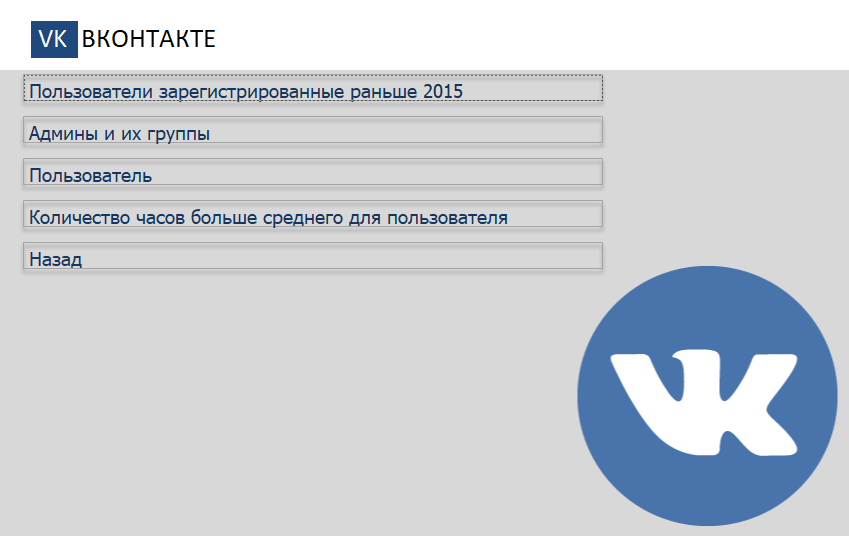 VK ВКОНТАКТЕ
Пользователи зарегистрированные раньше 2015
Админы и их группы
Пользователь
Количество часов больше среднего для пользователя
Назад